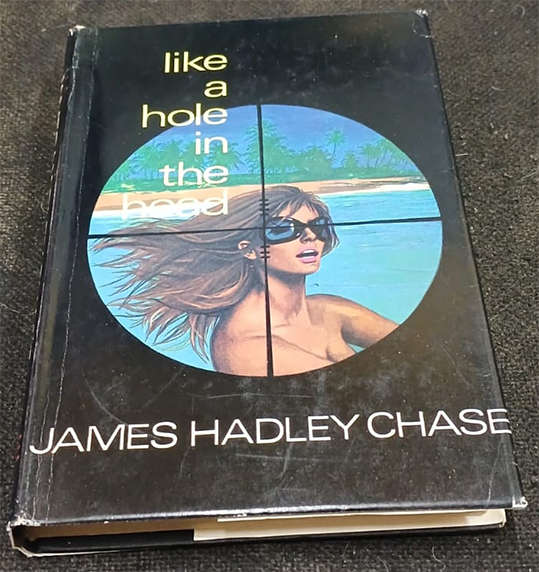 like
a
hole
in
the
head
JAMES HADLEY CHASE